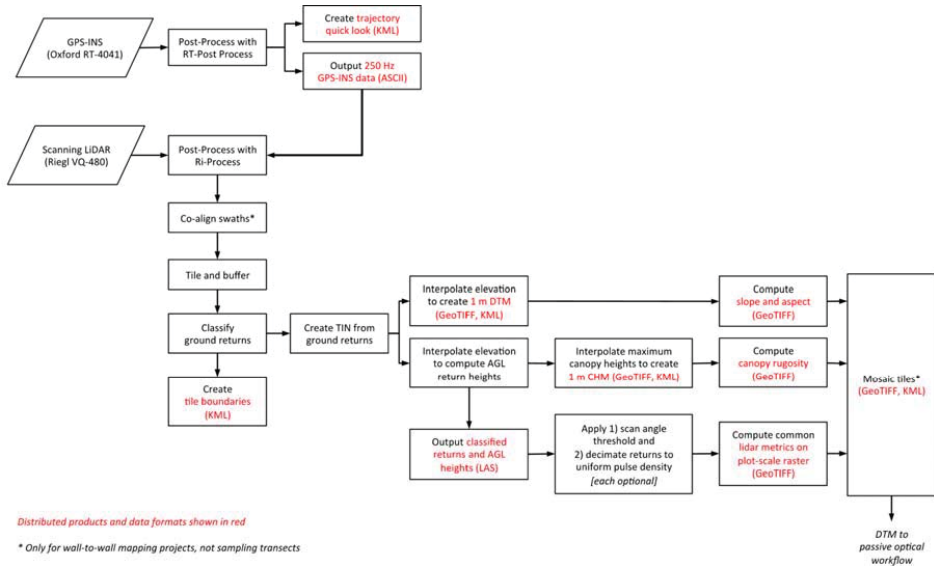 GPS-INS
(Oxford RT-4041)
Post-Process with
RT-Post Process
Create trajectory
quick look (KML)
Output 250 Hz
GPS-INS data (ASCII)
Scanning LiDAR
(Riegl VQ-480)
Post-Process with
Ri-Process
Co-align swaths*
Tile and buffer
Classify
ground returns
Create
tile boundaries
(KML)
Create TIN from
ground returns
Interpolate elevation
to create 1 m DTM
(GeoTIFF, KML)
Compute
slope and aspect
(GeoTIFF)
Interpolate elevation
to compute AGL
return heights
Interpolate maximum
canopy heights to create
1 m CHM (GeoTIFF, KML)
Compute
canopy rugosity
(GeoTIFF)
Output classified
returns and AGL
heights (LAS)
Apply 1) scan angle
threshold and
2) decimate returns to
uniform pulse density
[each optional]
Compute common
lidar metrics on
plot-scale raster
(GeoTIFF)
Mosaic tiles*
(GeoTIFF, KML)
DTM to
passive optical
workflow
Distributed products and data formats shown in red
* Only for wall-to-wall mapping projects, not sampling transects